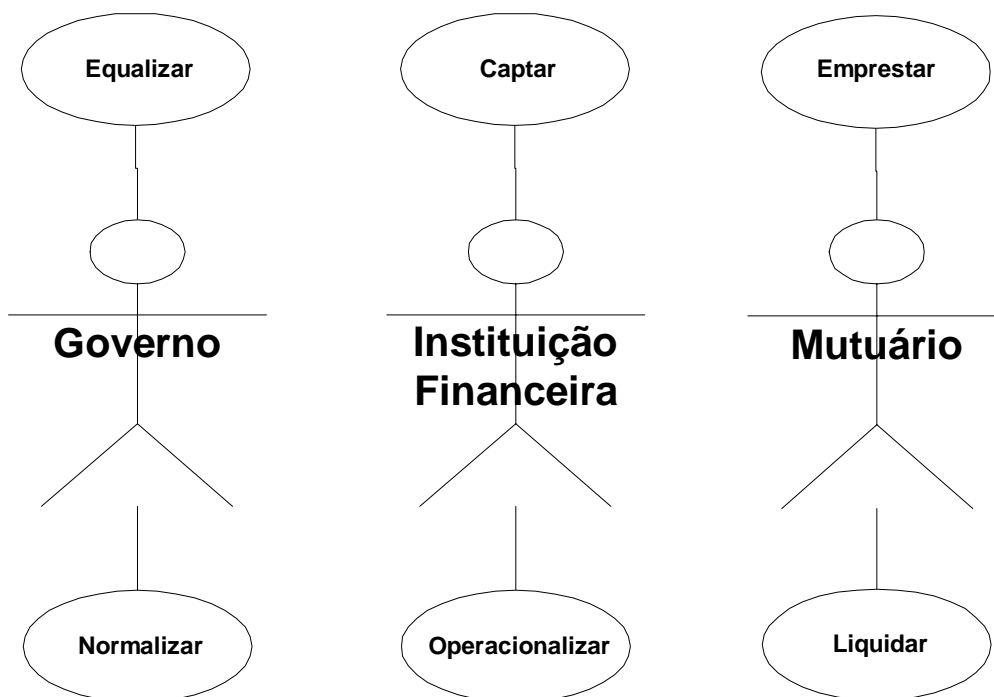 Equalizar
Captar
Emprestar
Governo
Instituição
Financeira
Mutuário
Normalizar
Operacionalizar
Liquidar